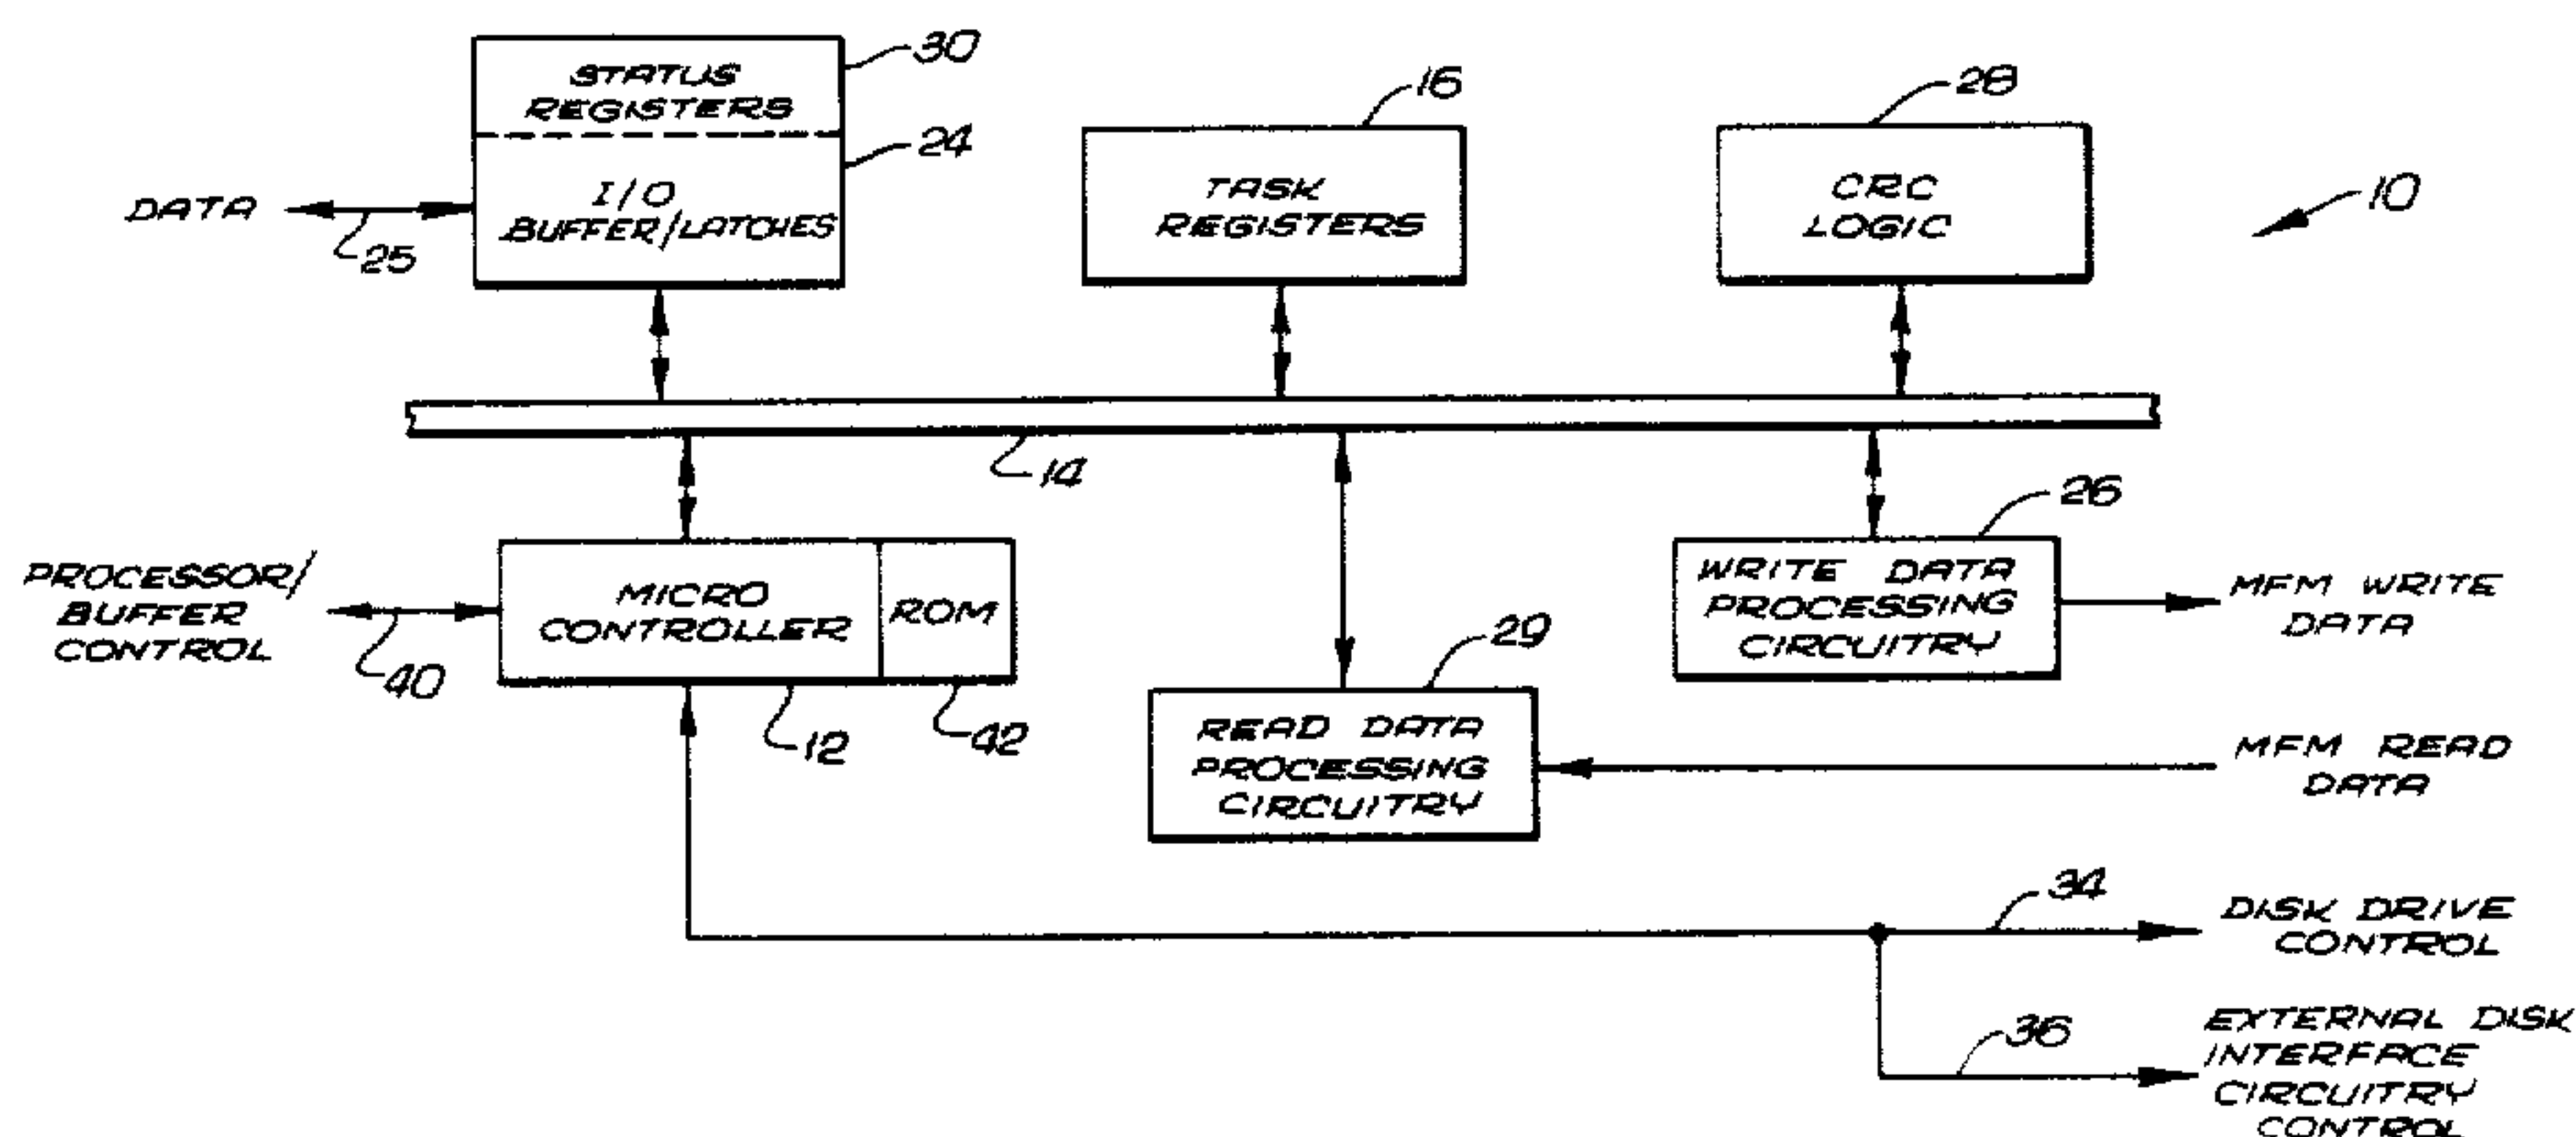 30
STATUS
REGISTERS
24
I/O
BUFFER/LATCHES
DATA
25
16
TASK
REGISTERS
28
CRC
LOGIC
10
14
PROCESSOR/
BUFFER
CONTROL
40
MICRO
CONTROLLER
ROM
12
42
29
READ DATA
PROCESSING
CIRCUITRY
26
WRITE DATA
PROCESSING
CIRCUITRY
MFM WRITE
DATA
MFM READ
DATA
34
DISK DRIVE
CONTROL
36
EXTERNAL DISK
INTERFACE
CIRCUITRY
CONTROL